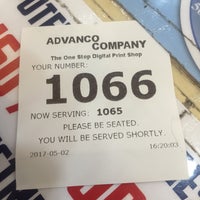 ADVANCO COMPANY
The One Stop Digital Print Shop
YOUR NUMBER:
1066
NOW SERVING: 1065
PLEASE BE SEATED.
YOU WILL BE SERVED SHORTLY.
2017-05-02 16:20:03